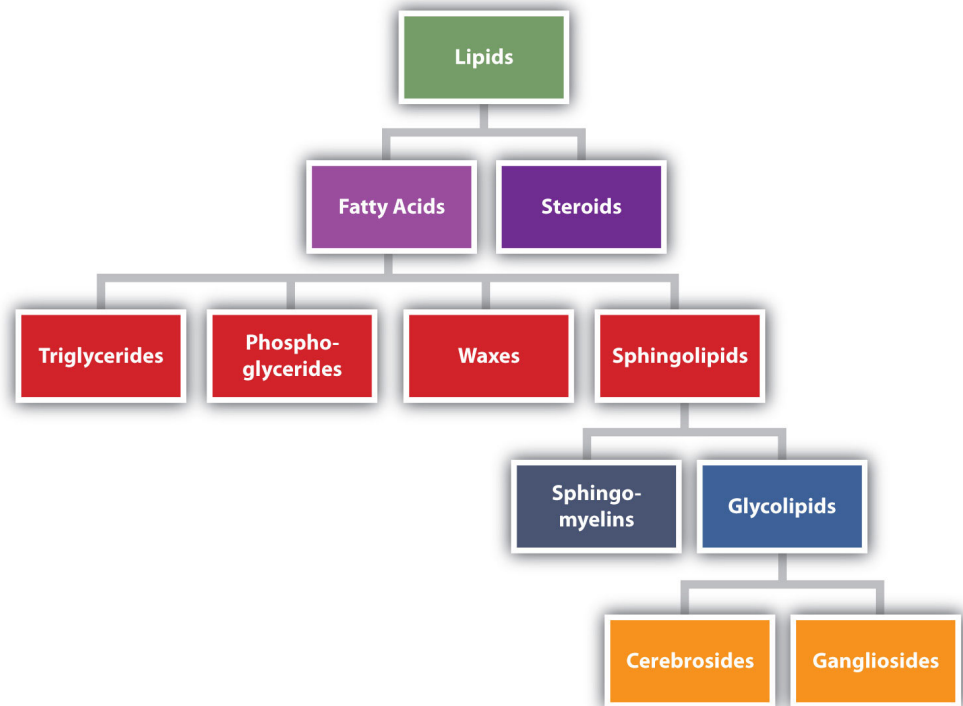 Lipids
Fatty Acids
Steroids
Triglycerides
Phospho-
glycerides
Waxes
Sphingolipids
Sphingo-
myelins
Glycolipids
Cerebrosides
Gangliosides